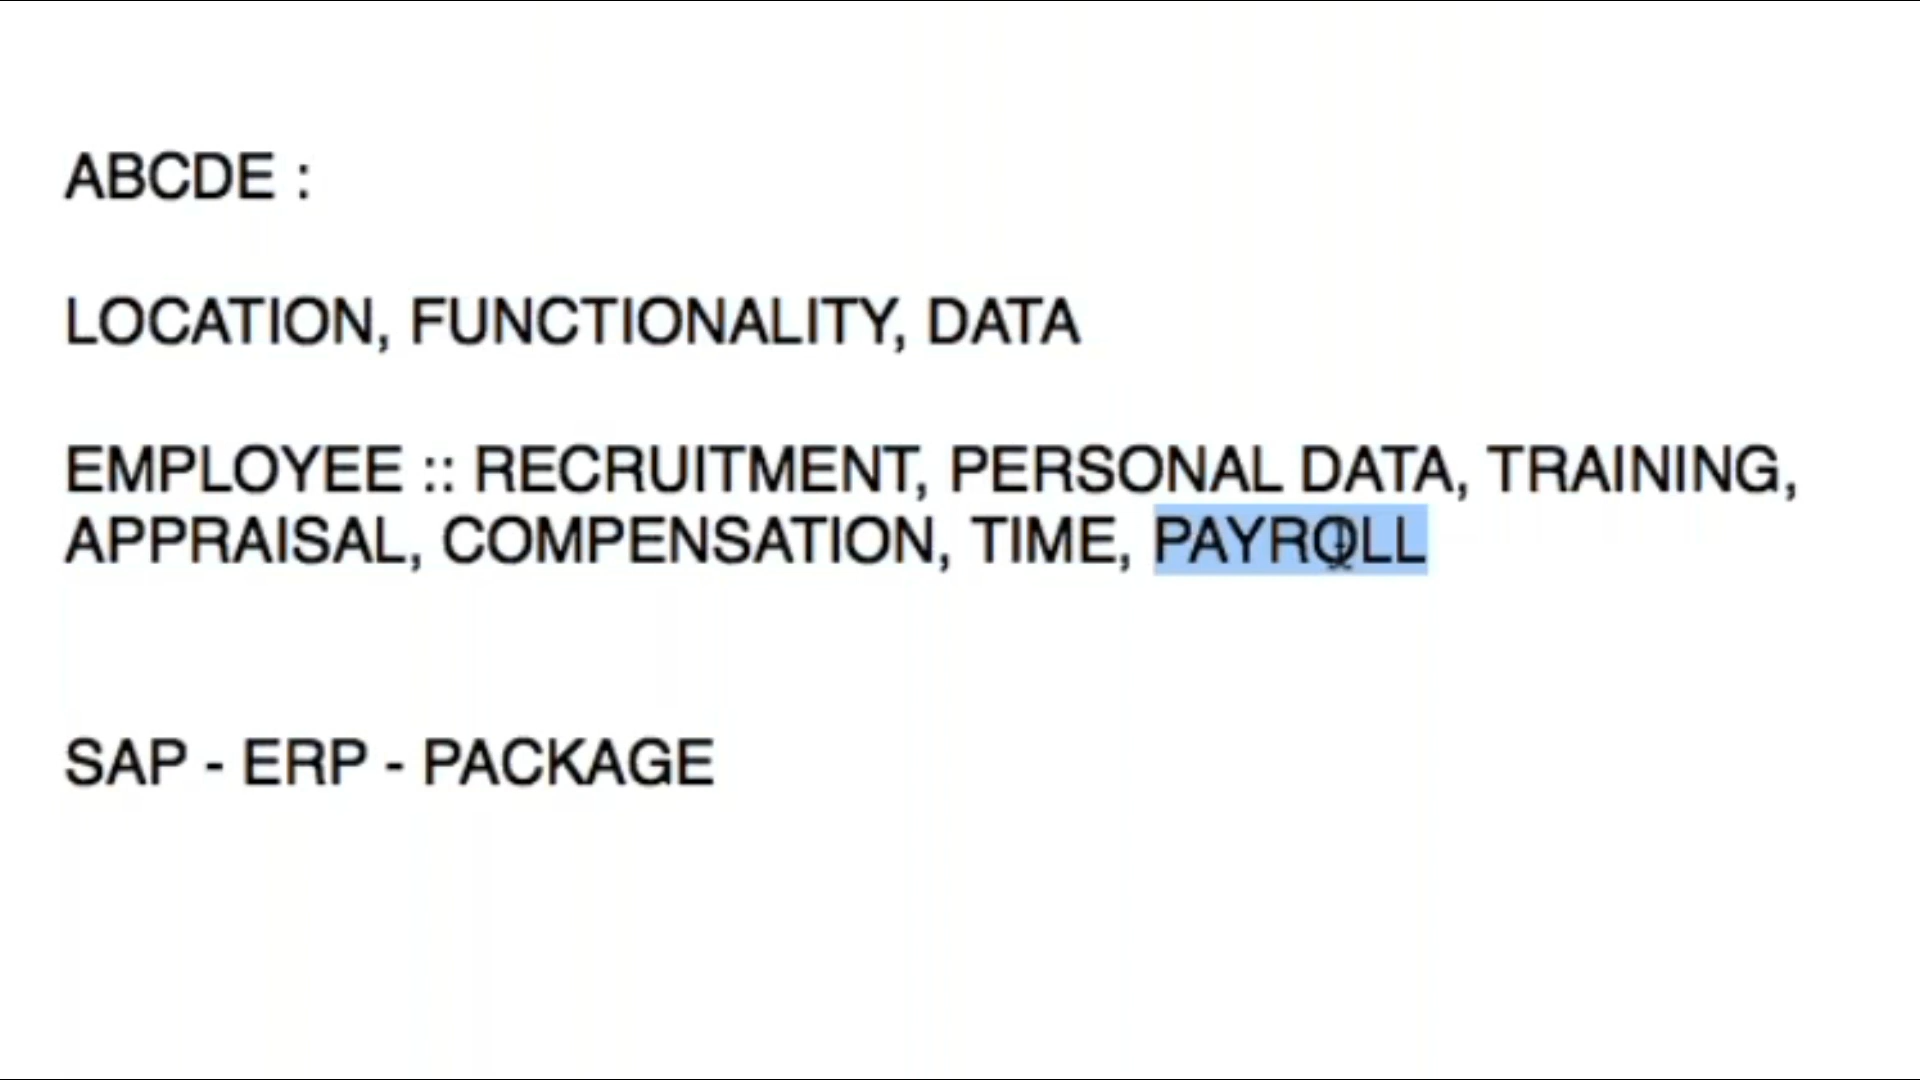 ABCDE :
LOCATION, FUNCTIONALITY, DATA
EMPLOYEE :: RECRUITMENT, PERSONAL DATA, TRAINING,
APPRAISAL, COMPENSATION, TIME, PAYROLL
SAP - ERP - PACKAGE